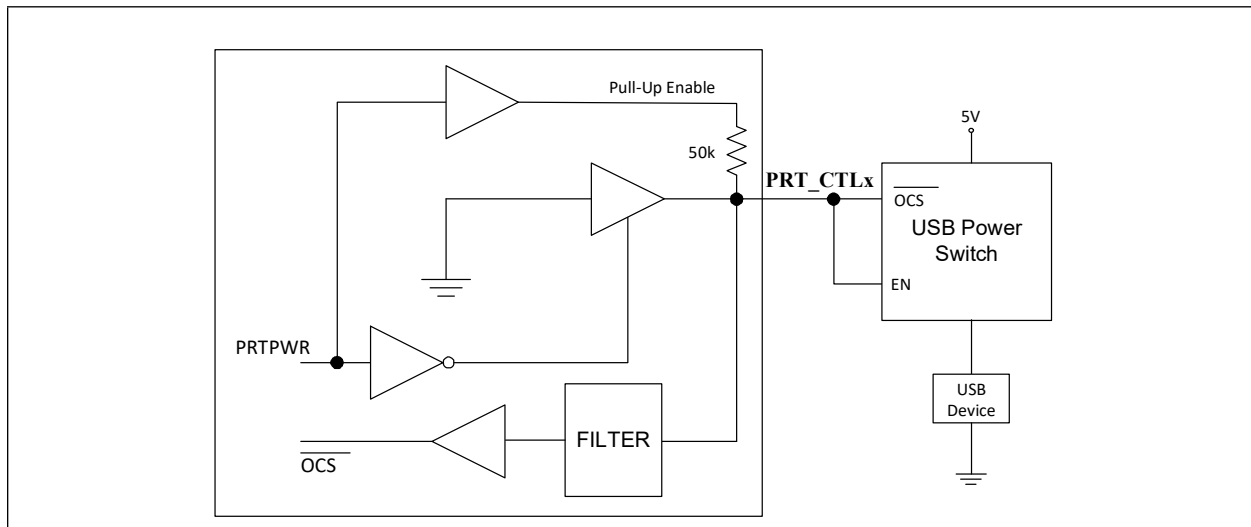 Pull-Up Enable
50k
PRT_CTLx
5V
OCS
USB Power
Switch
EN
PRTPWR
FILTER
OCS
USB
Device